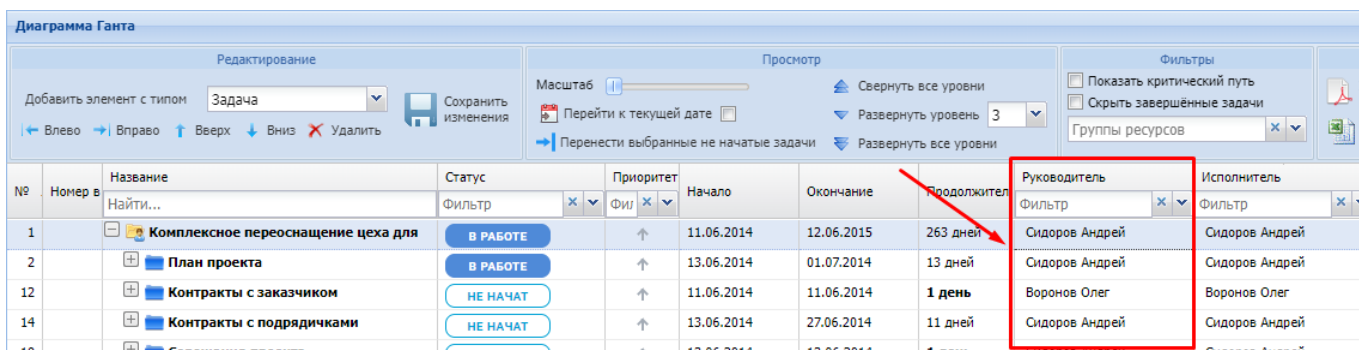 Диаграмма Ганта
Редактирование
Добавить элемент с типом Задача
Влево Вправо Вверх Вниз Удалить
Сохранить
изменения
Просмотр
Масштаб
Перейти к текущей дате
Перенести выбранные не начатые задачи
Свернуть все уровни
Развернуть уровень 3
Развернуть все уровни
Фильтры
Показать критический путь
Скрыть завершённые задачи
Группы ресурсов
№ Номер в Название Статус Приоритет Начало Окончание Продолжител Руководитель Исполнитель
Найти... Фильтр Фил Фильтр Фильтр
1 Комплексное переоснащение цеха для В РАБОТЕ 11.06.2014 12.06.2015 263 дней Сидоров Андрей Сидоров Андрей
2 План проекта В РАБОТЕ 13.06.2014 01.07.2014 13 дней Сидоров Андрей Сидоров Андрей
12 Контракты с заказчиком НЕ НАЧАТ 11.06.2014 11.06.2014 1 день Воронов Олег Воронов Олег
14 Контракты с подрядичками НЕ НАЧАТ 13.06.2014 27.06.2014 11 дней Сидоров Андрей Сидоров Андрей